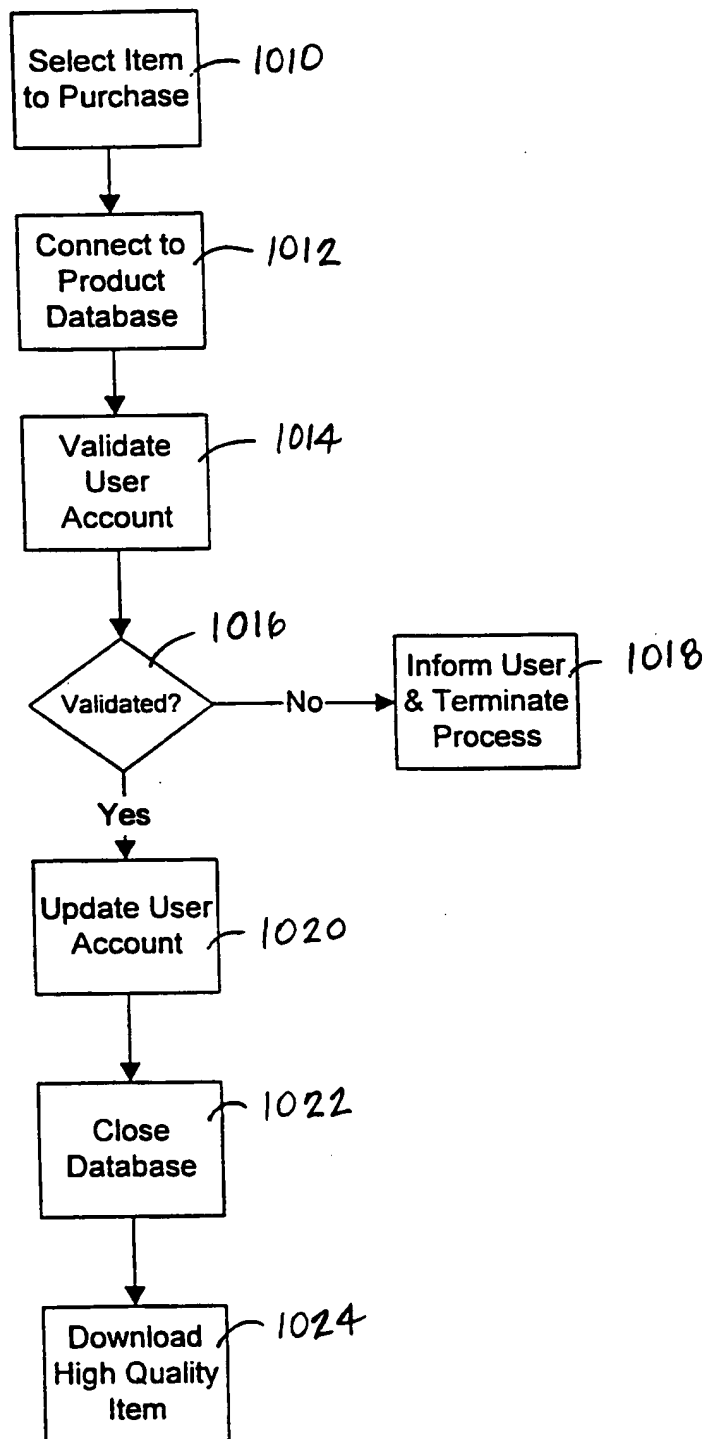 Select Item
to Purchase
1010
Connect to
Product
Database
1012
Validate
User
Account
1014
Validated?
1016
No
Inform User
& Terminate
Process
1018
Yes
Update User
Account
1020
Close
Database
1022
Download
High Quality
Item
1024